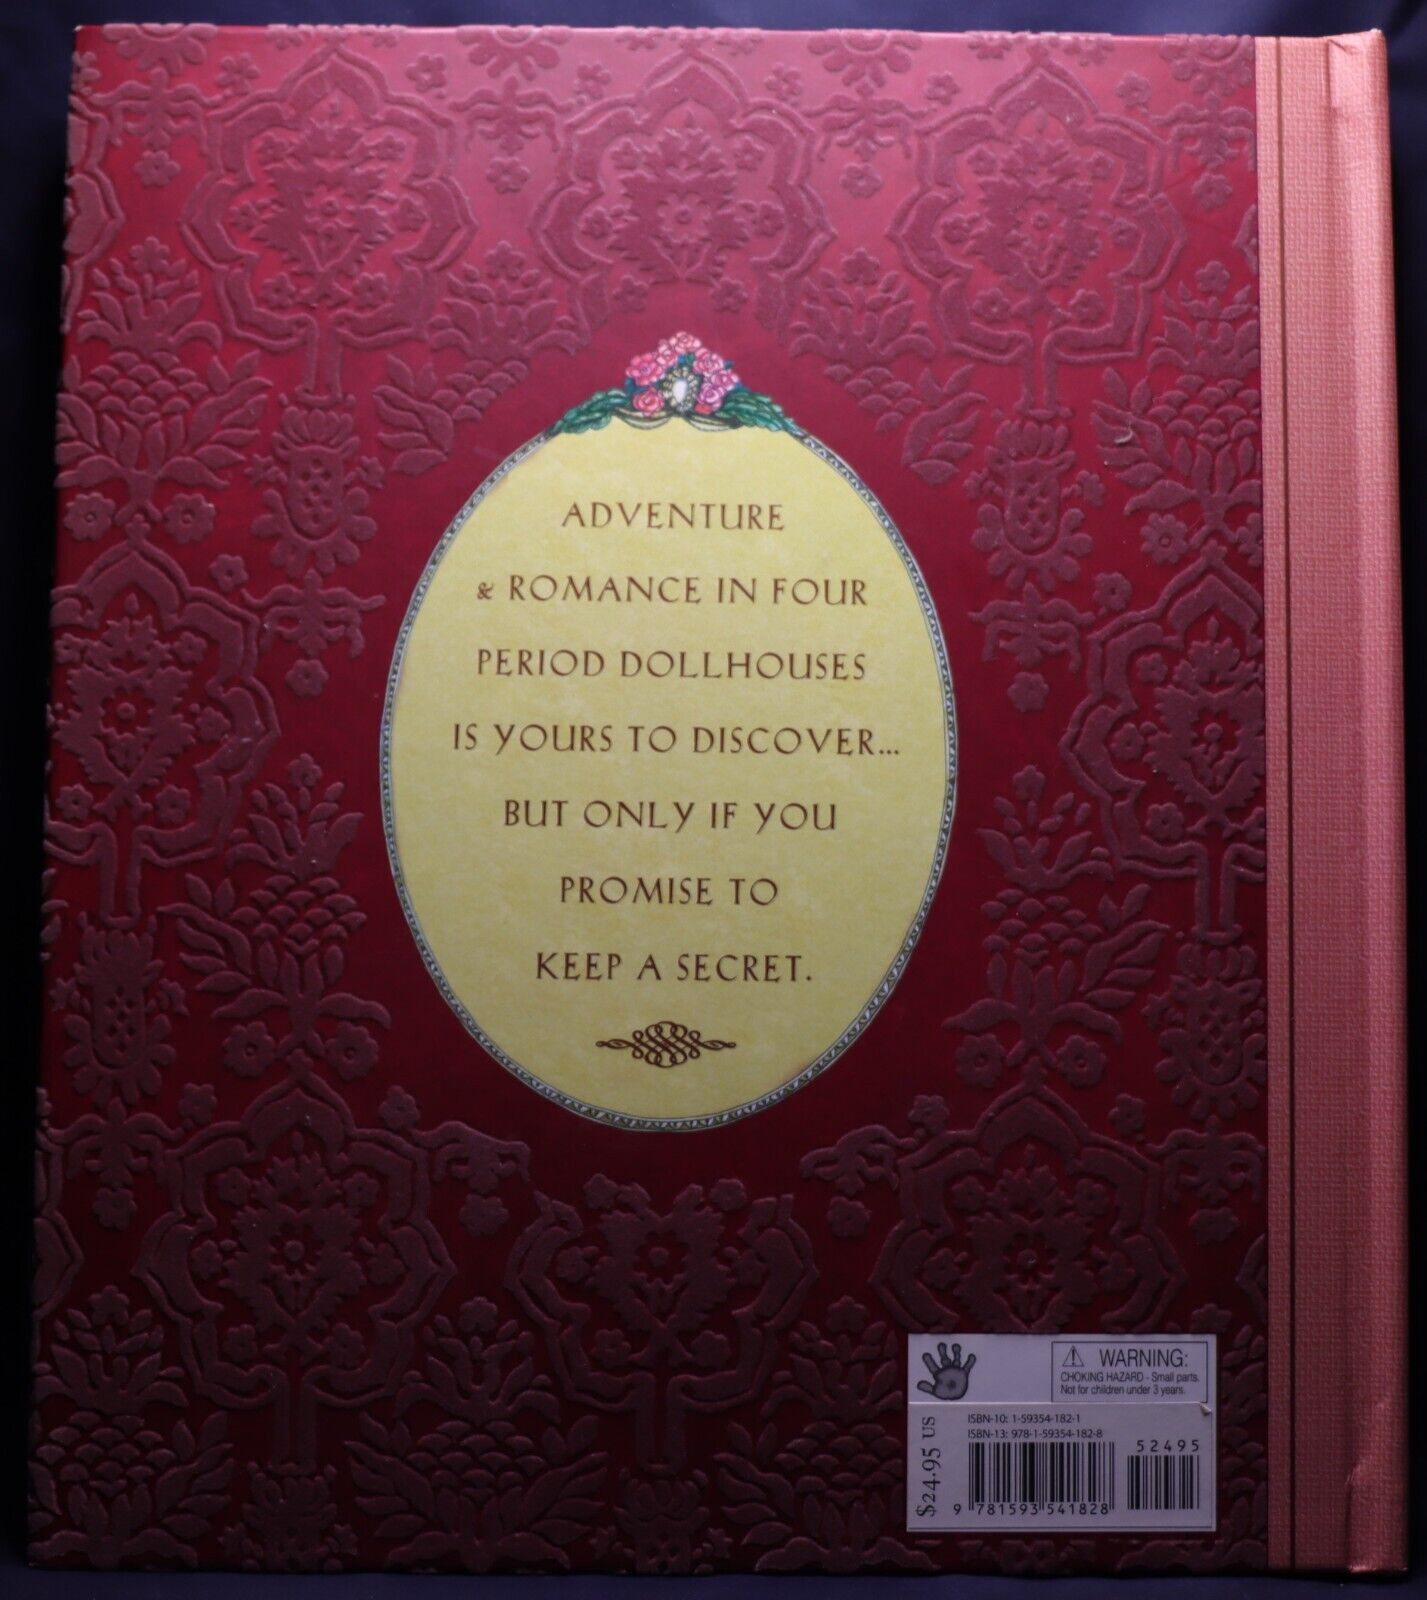 ADVENTURE
& ROMANCE IN FOUR
PERIOD DOLLHOUSES
IS YOURS TO DISCOVER...
BUT ONLY IF YOU
PROMISE TO
KEEP A SECRET.
WARNING:
CHOKING HAZARD - Small parts.
Not for children under 3 years.
$24.95 US
ISBN-10: 1-59354-182-1
ISBN-13: 978-1-59354-182-8
52495
9 781593 541828